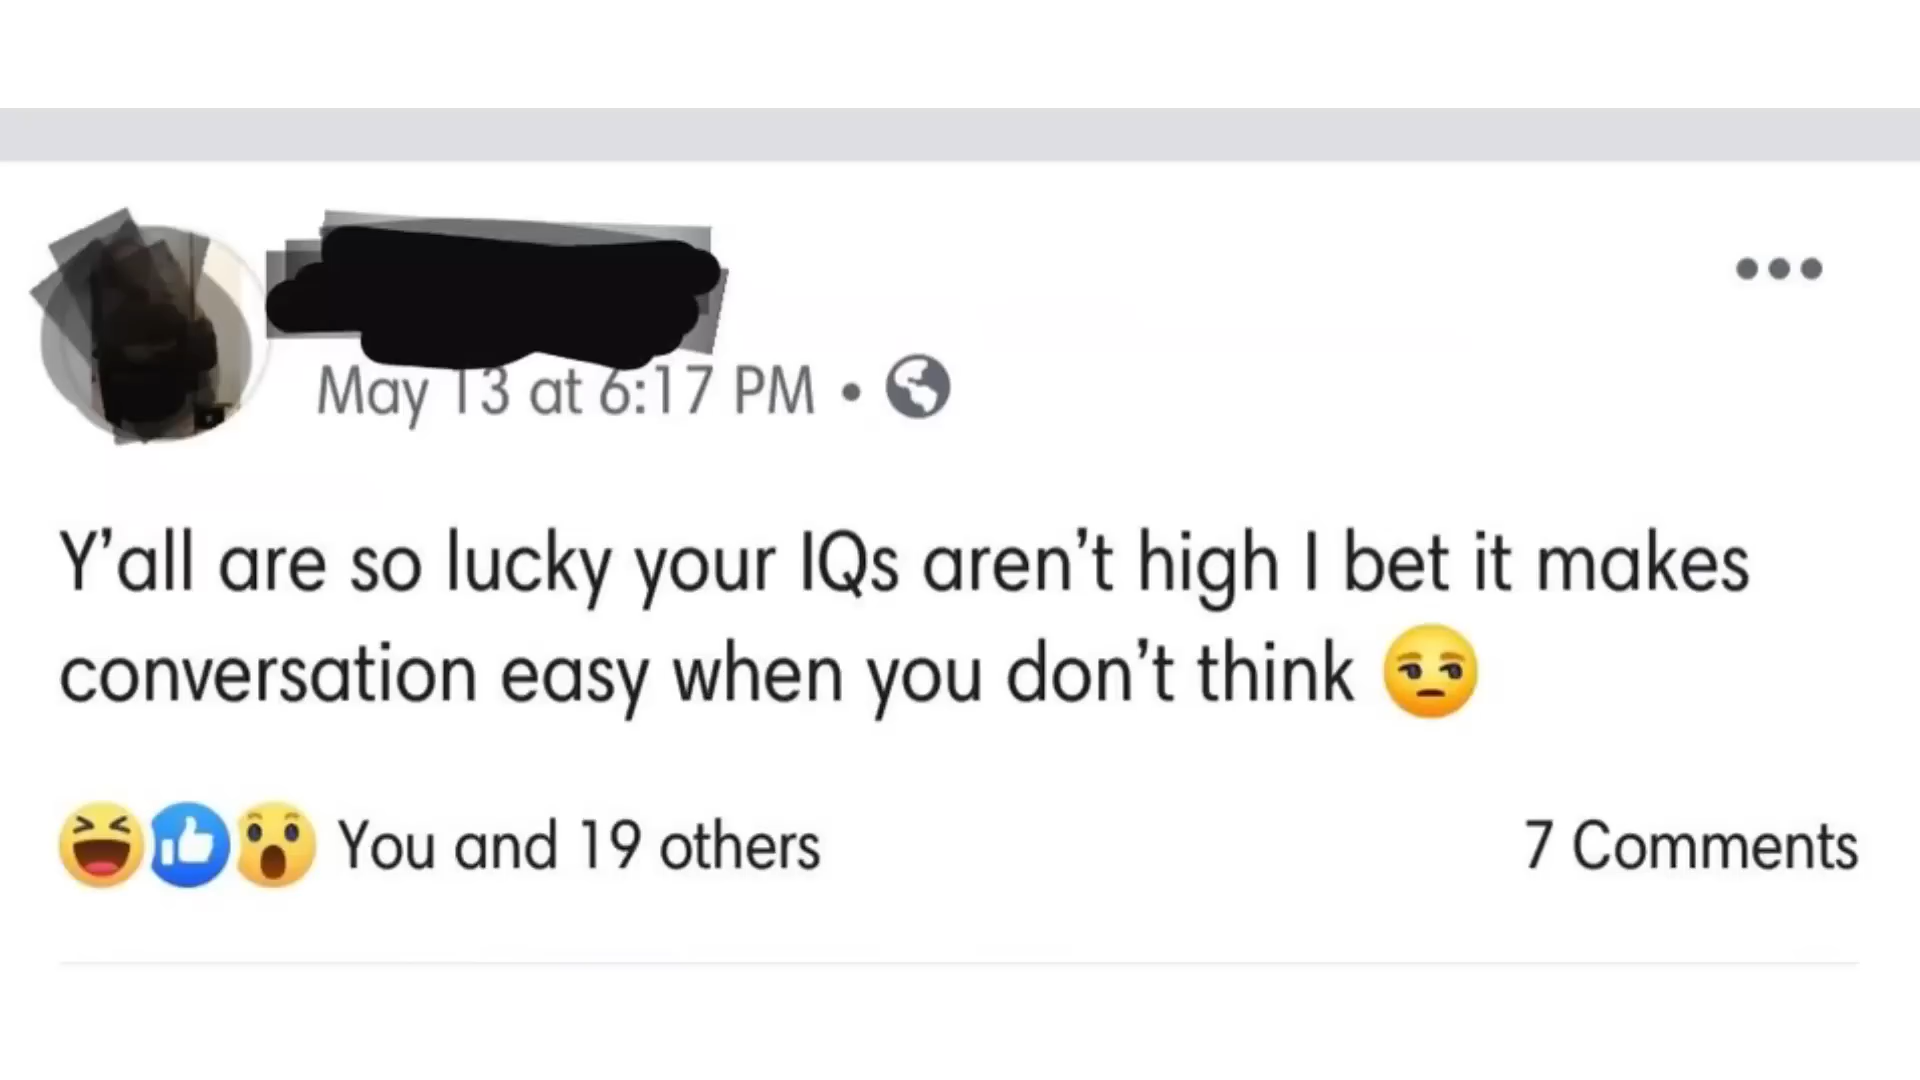 May 13 at 6:17 PM •
Y’all are so lucky your IQs aren’t high I bet it makes
conversation easy when you don’t think 😒
You and 19 others
7 Comments